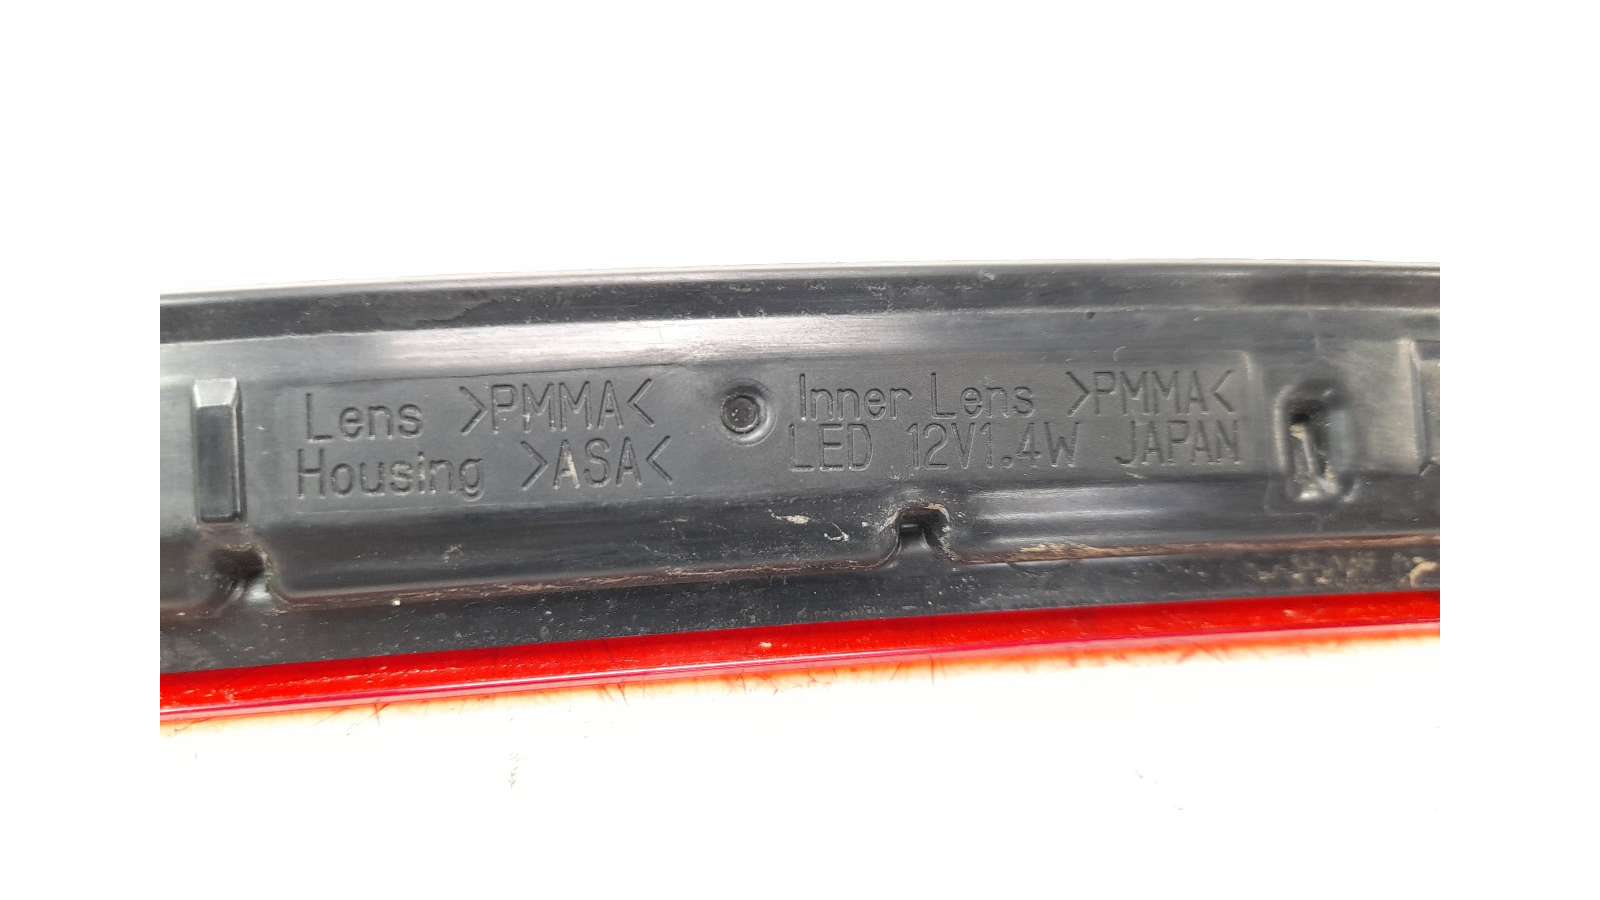 Lens >PMMA<
Housing >ASA<
Inner Lens >PMMA<
LED 12V1.4W JAPAN